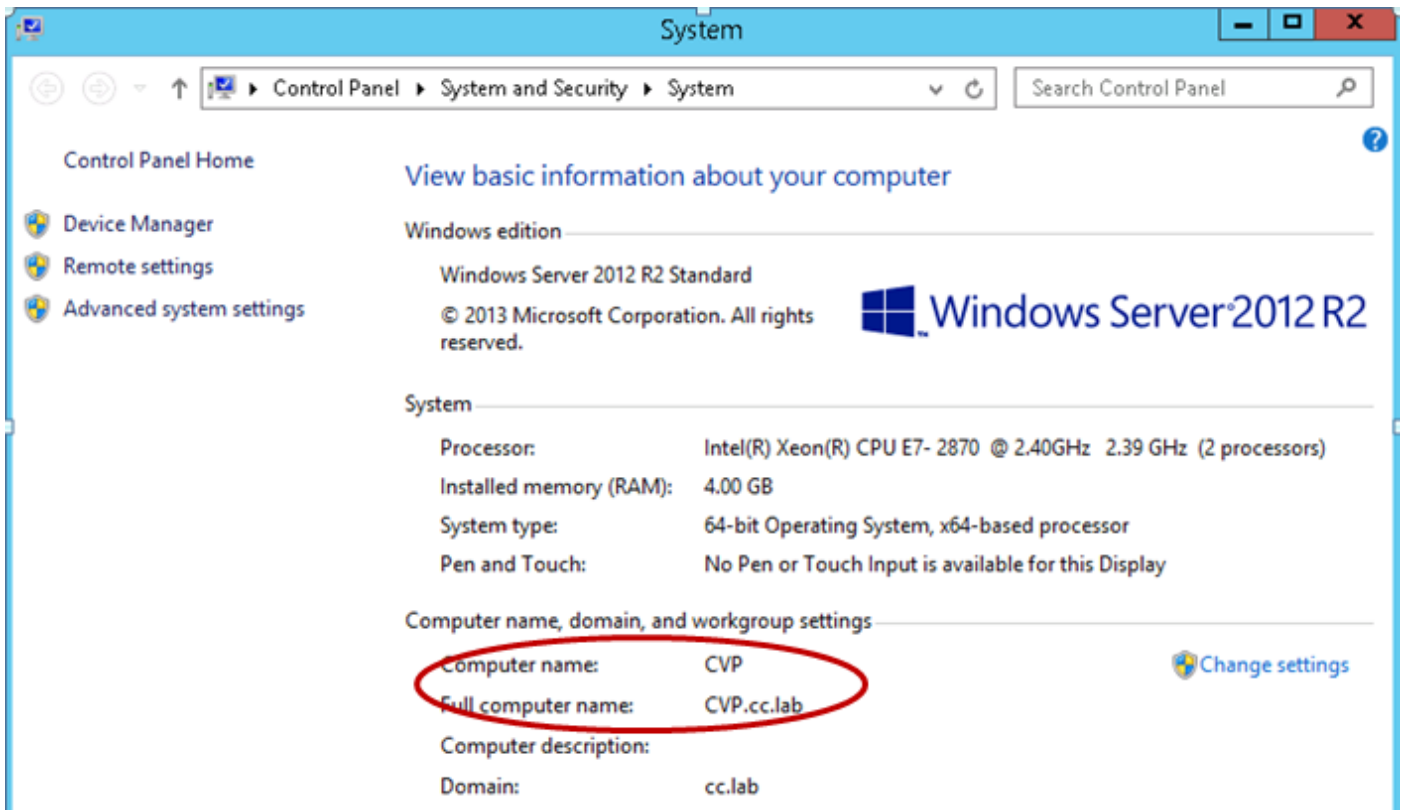 System
Control Panel ▸ System and Security ▸ System
Search Control Panel
Control Panel Home
Device Manager
Remote settings
Advanced system settings
View basic information about your computer
Windows edition
Windows Server 2012 R2 Standard
© 2013 Microsoft Corporation. All rights
reserved.
Windows Server 2012 R2
System
Processor: Intel(R) Xeon(R) CPU E7- 2870 @ 2.40GHz 2.39 GHz (2 processors)
Installed memory (RAM): 4.00 GB
System type: 64-bit Operating System, x64-based processor
Pen and Touch: No Pen or Touch Input is available for this Display
Computer name, domain, and workgroup settings
Computer name: CVP
Change settings
Full computer name: CVP.cc.lab
Computer description:
Domain: cc.lab